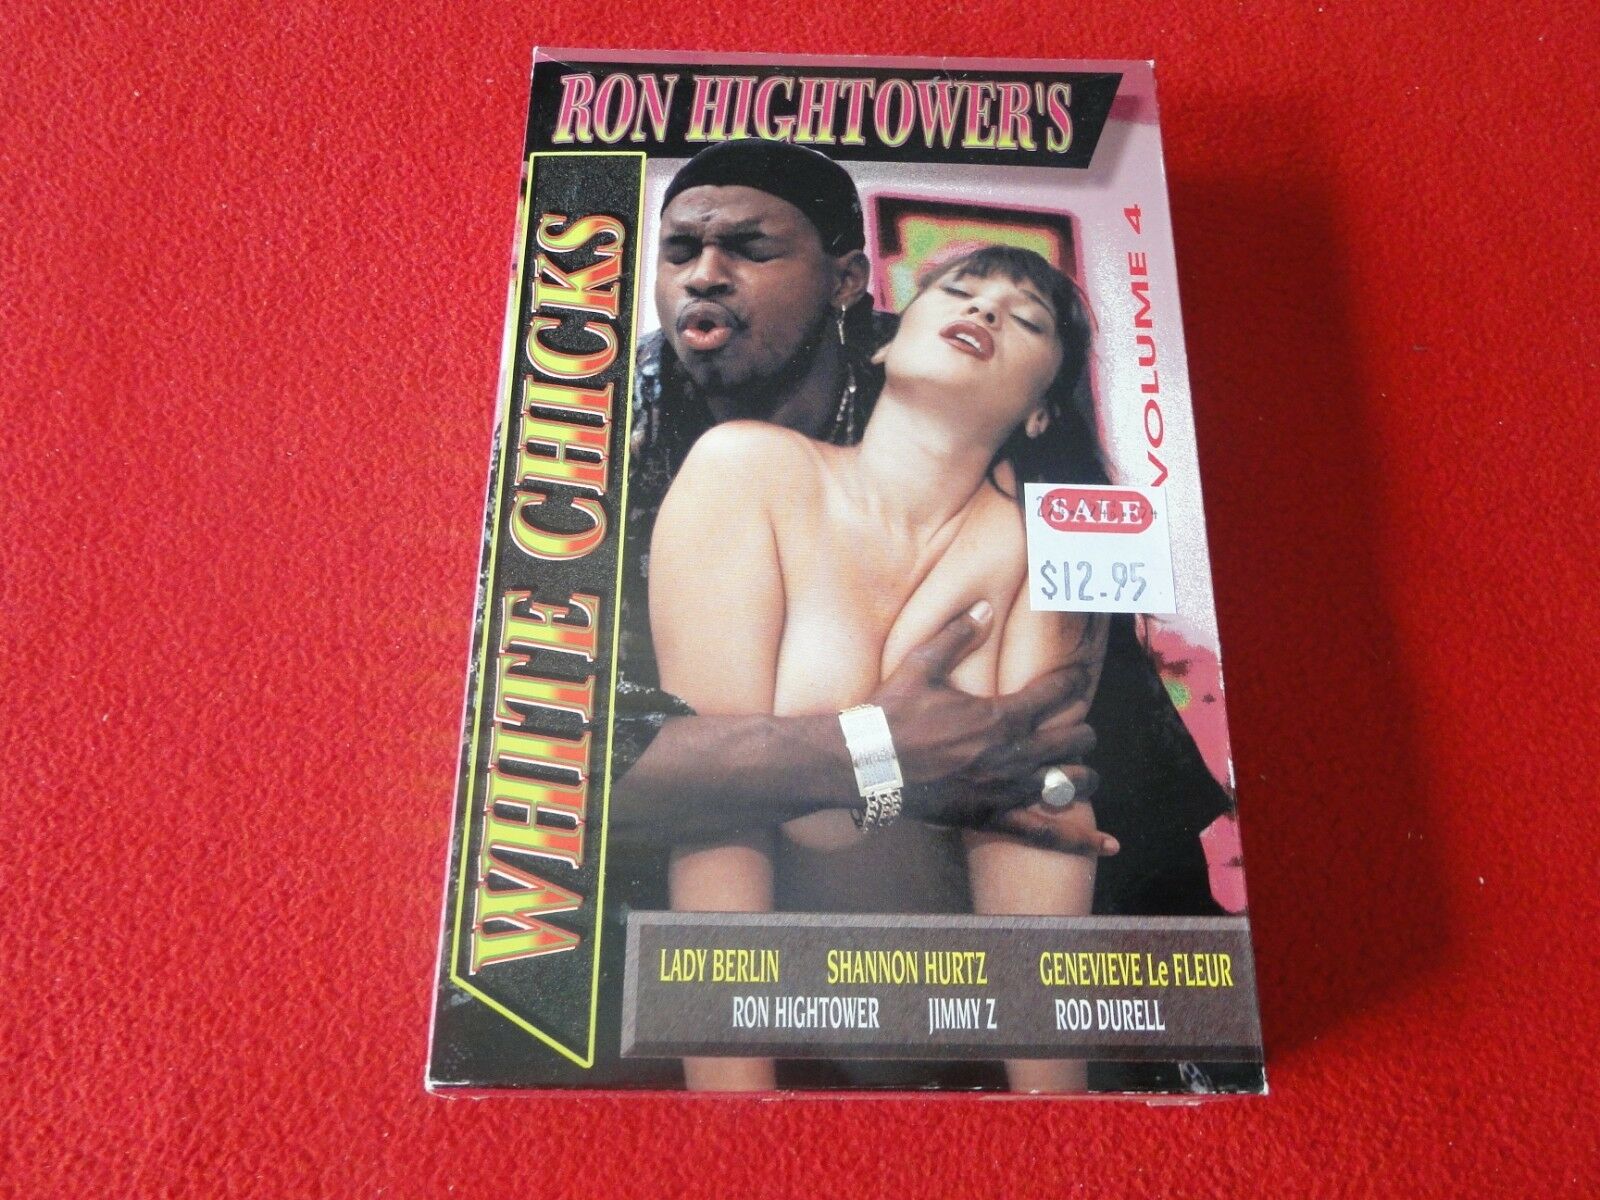 RON HIGHTOWER'S
WHITE CHICKS
VOLUME 4
SALE
$12.95
LADY BERLIN SHANNON HURTZ GENEVIEVE Le FLEUR
RON HIGHTOWER JIMMY Z ROD DURELL